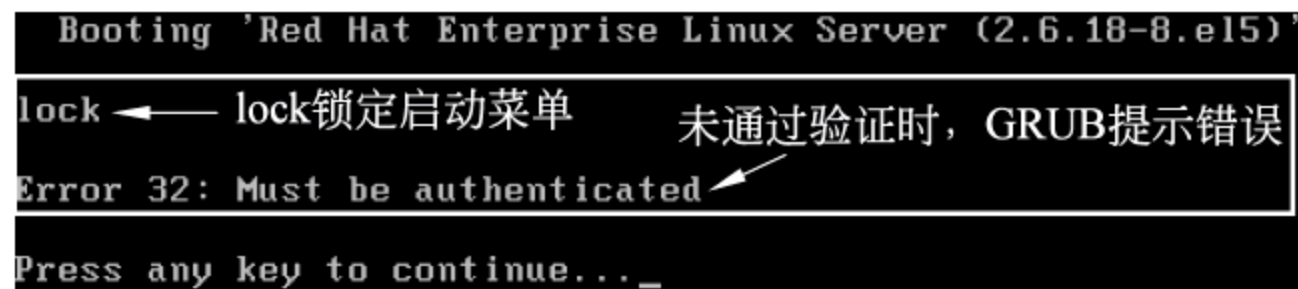 Booting 'Red Hat Enterprise Linux Server (2.6.18-8.el5)'
lock lock锁定启动菜单
未通过验证时，GRUB提示错误
Error 32: Must be authenticated
Press any key to continue..._